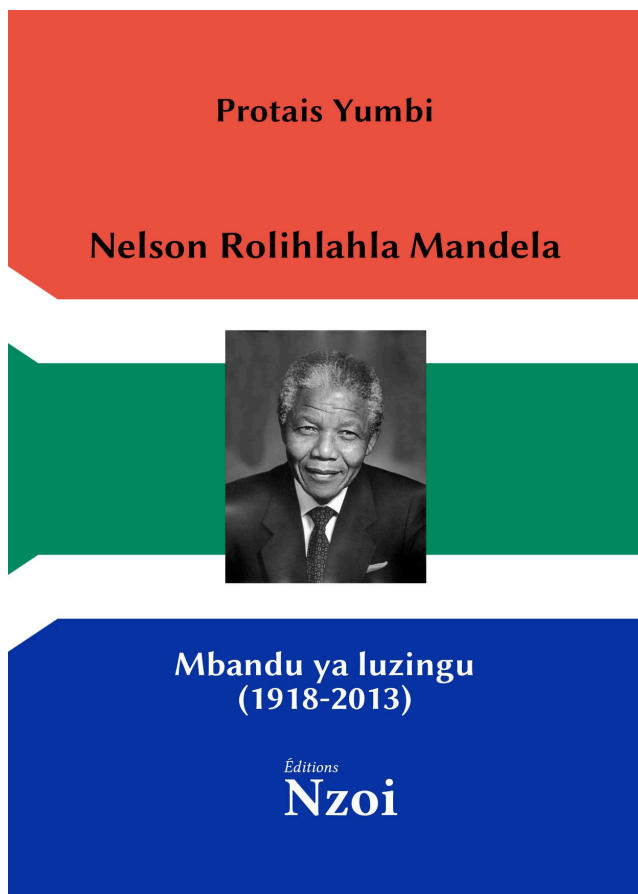 Protais Yumbi
Nelson Rolihlahla Mandela
Mbandu ya luzingu
(1918-2013)
Éditions
Nzoi